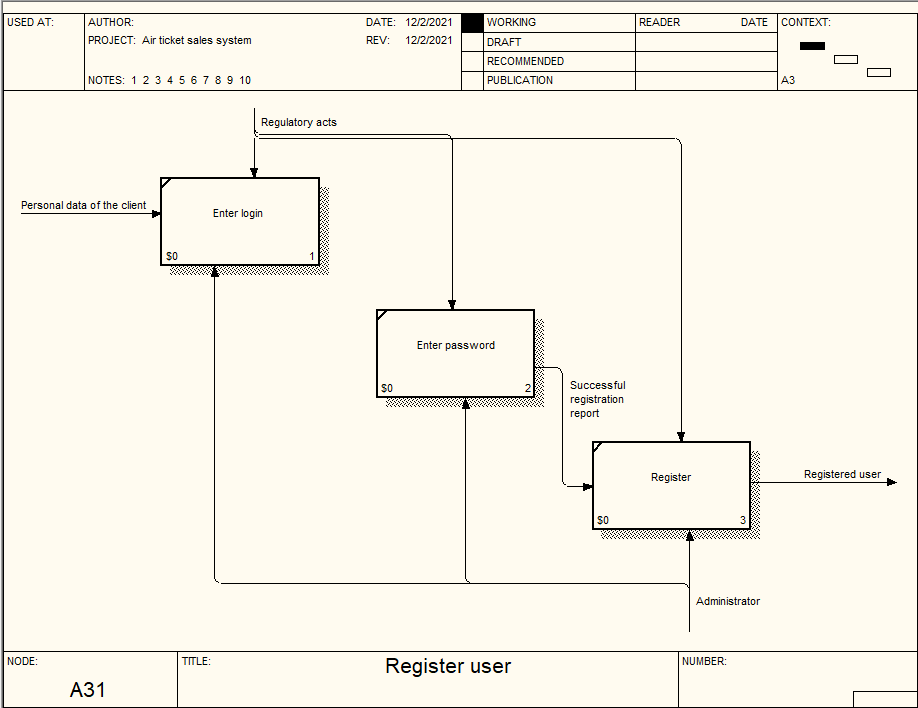 USED AT:
AUTHOR:
DATE: 12/2/2021
WORKING
READER
DATE
CONTEXT:
PROJECT: Air ticket sales system
REV: 12/2/2021
DRAFT
RECOMMENDED
NOTES: 1 2 3 4 5 6 7 8 9 10
PUBLICATION
A3
Regulatory acts
Personal data of the client
Enter login
$0
1
Enter password
$0
2
Successful
registration
report
Register
$0
3
Registered user
Administrator
NODE:
A31
TITLE:
Register user
NUMBER: